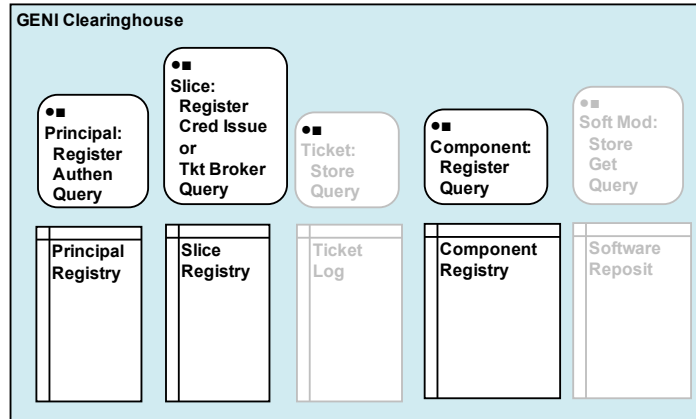 GENI Clearinghouse
●■
Principal:
Register
Authen
Query
●■
Slice:
Register
Cred Issue
or
Tkt Broker
Query
●■
Ticket:
Store
Query
●■
Component:
Register
Query
●■
Soft Mod:
Store
Get
Query
Principal
Registry
Slice
Registry
Ticket
Log
Component
Registry
Software
Reposit